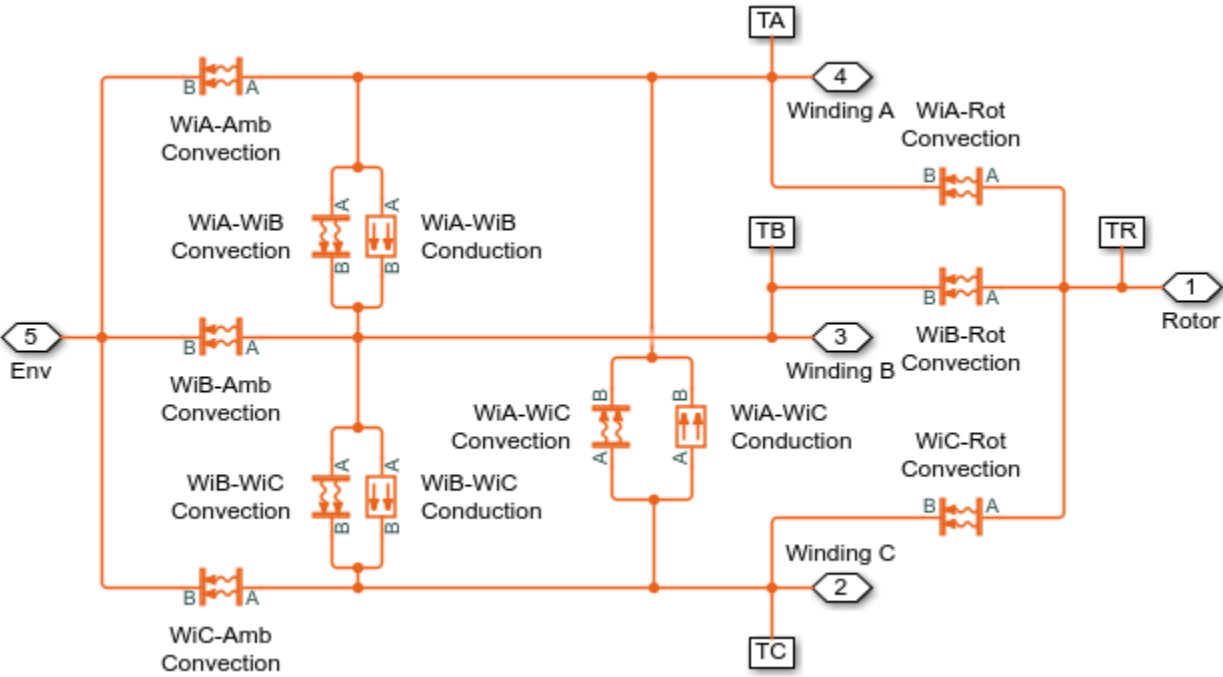 TA
B
A
4
WiA-Amb
Convection
Winding A
WiA-Rot
Convection
B
A
A
A
WiA-WiB
Convection
WiA-WiB
Conduction
B
B
TB
TR
B
A
1
Rotor
5
Env
B
A
3
WiB-Amb
Convection
Winding B
WiB-Rot
Convection
B
B
WiA-WiC
Convection
WiA-WiC
Conduction
A
A
A
A
WiB-WiC
Convection
WiB-WiC
Conduction
B
B
WiC-Rot
Convection
B
A
Winding C
B
A
2
WiC-Amb
Convection
TC